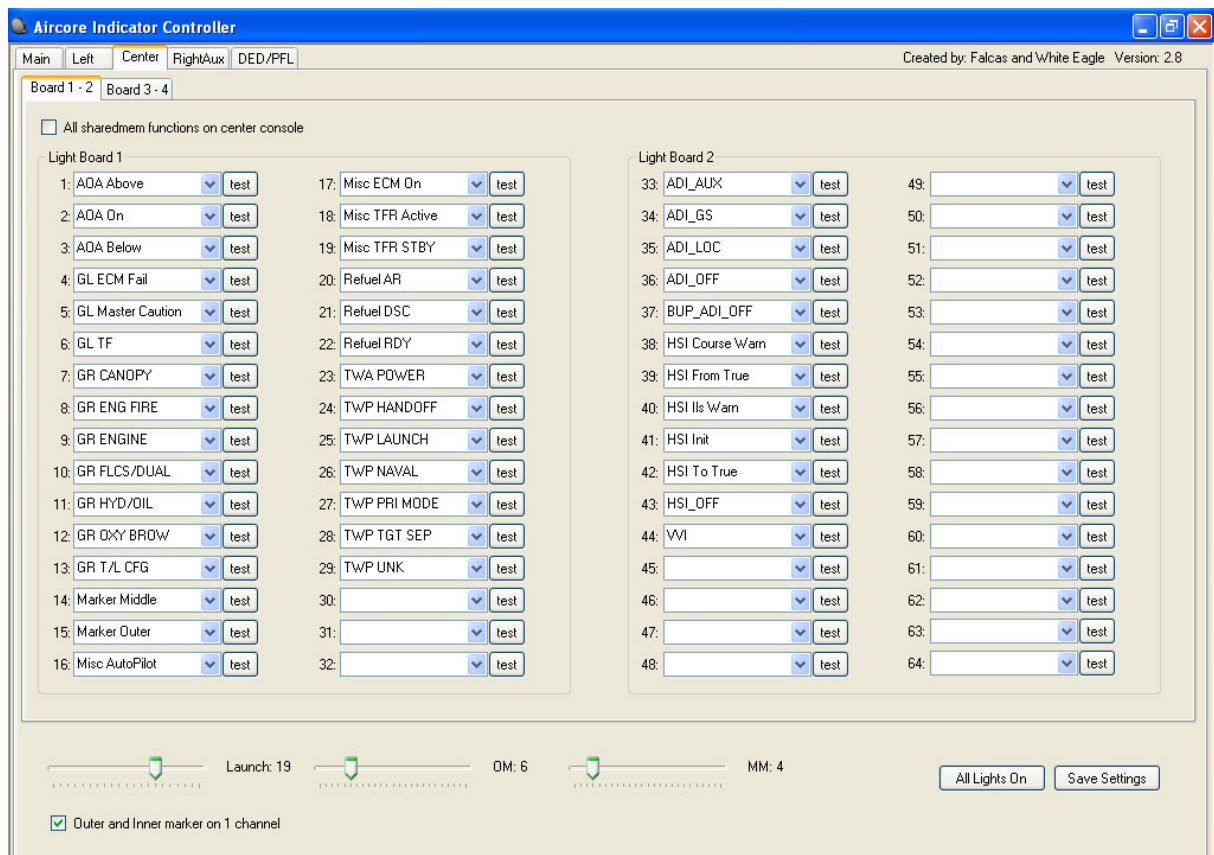 Aircore Indicator Controller
Main Left Center RightAux DED/PFL Created by: Falcas and White Eagle Version: 2.8
Board 1 - 2 Board 3 - 4
All sharedmem functions on center console
Light Board 1 Light Board 2
1: AOA Above test 17: Misc ECM On test 33: ADI_AUX test 49: test
2: AOA On test 18: Misc TFR Active test 34: ADI_GS test 50: test
3: AOA Below test 19: Misc TFR STBY test 35: ADI_LOC test 51: test
4: GL ECM Fail test 20: Refuel AR test 36: ADI_OFF test 52: test
5: GL Master Caution test 21: Refuel DSC test 37: BUP_ADI_OFF test 53: test
6: GL TF test 22: Refuel RDY test 38: HSI Course Warn test 54: test
7: GR CANOPY test 23: TWA POWER test 39: HSI From True test 55: test
8: GR ENG FIRE test 24: TWP HANDOFF test 40: HSI Ils Warn test 56: test
9: GR ENGINE test 25: TWP LAUNCH test 41: HSI Init test 57: test
10: GR FLCS/DUAL test 26: TWP NAVAL test 42: HSI To True test 58: test
11: GR HYD/OIL test 27: TWP PRI MODE test 43: HSI_OFF test 59: test
12: GR OXY BROW test 28: TWP TGT SEP test 44: VVI test 60: test
13: GR T/L CFG test 29: TWP UNK test 45: test 61: test
14: Marker Middle test 30: test 46: test 62: test
15: Marker Outer test 31: test 47: test 63: test
16: Misc AutoPilot test 32: test 48: test 64: test
Launch: 19 OM: 6 MM: 4 All Lights On Save Settings
Outer and Inner marker on 1 channel